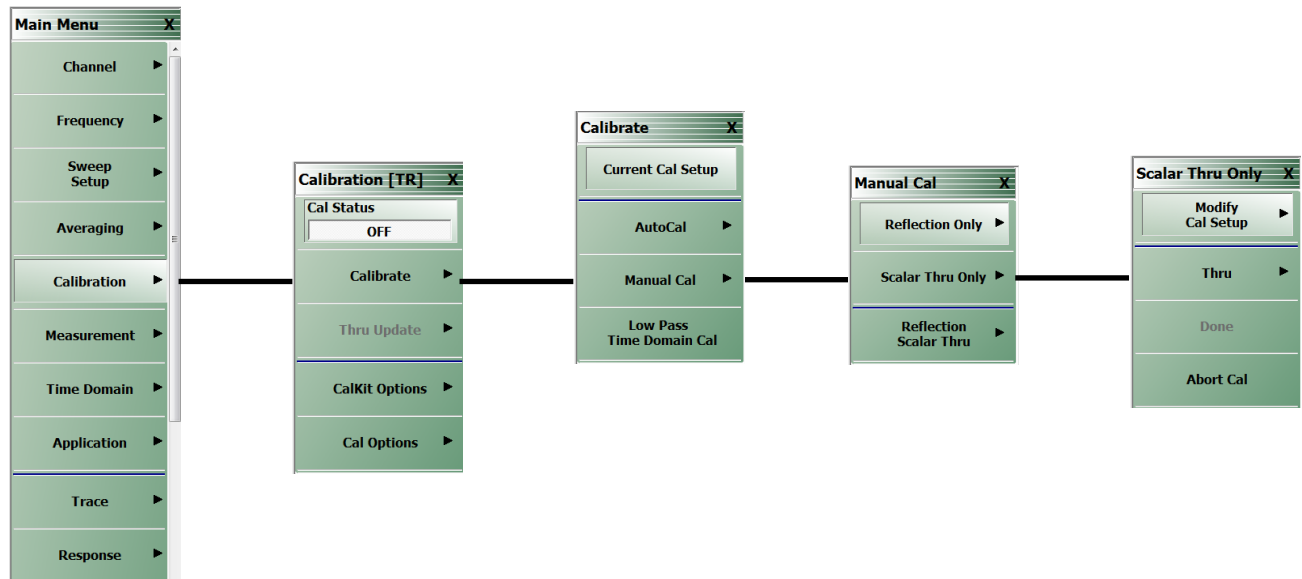 Main Menu X
Channel
Frequency
Sweep
Setup
Averaging
Calibration
Measurement
Time Domain
Application
Trace
Response
Calibration [TR] X
Cal Status
OFF
Calibrate
Thru Update
CalKit Options
Cal Options
Calibrate X
Current Cal Setup
AutoCal
Manual Cal
Low Pass
Time Domain Cal
Manual Cal X
Reflection Only
Scalar Thru Only
Reflection
Scalar Thru
Scalar Thru Only X
Modify
Cal Setup
Thru
Done
Abort Cal